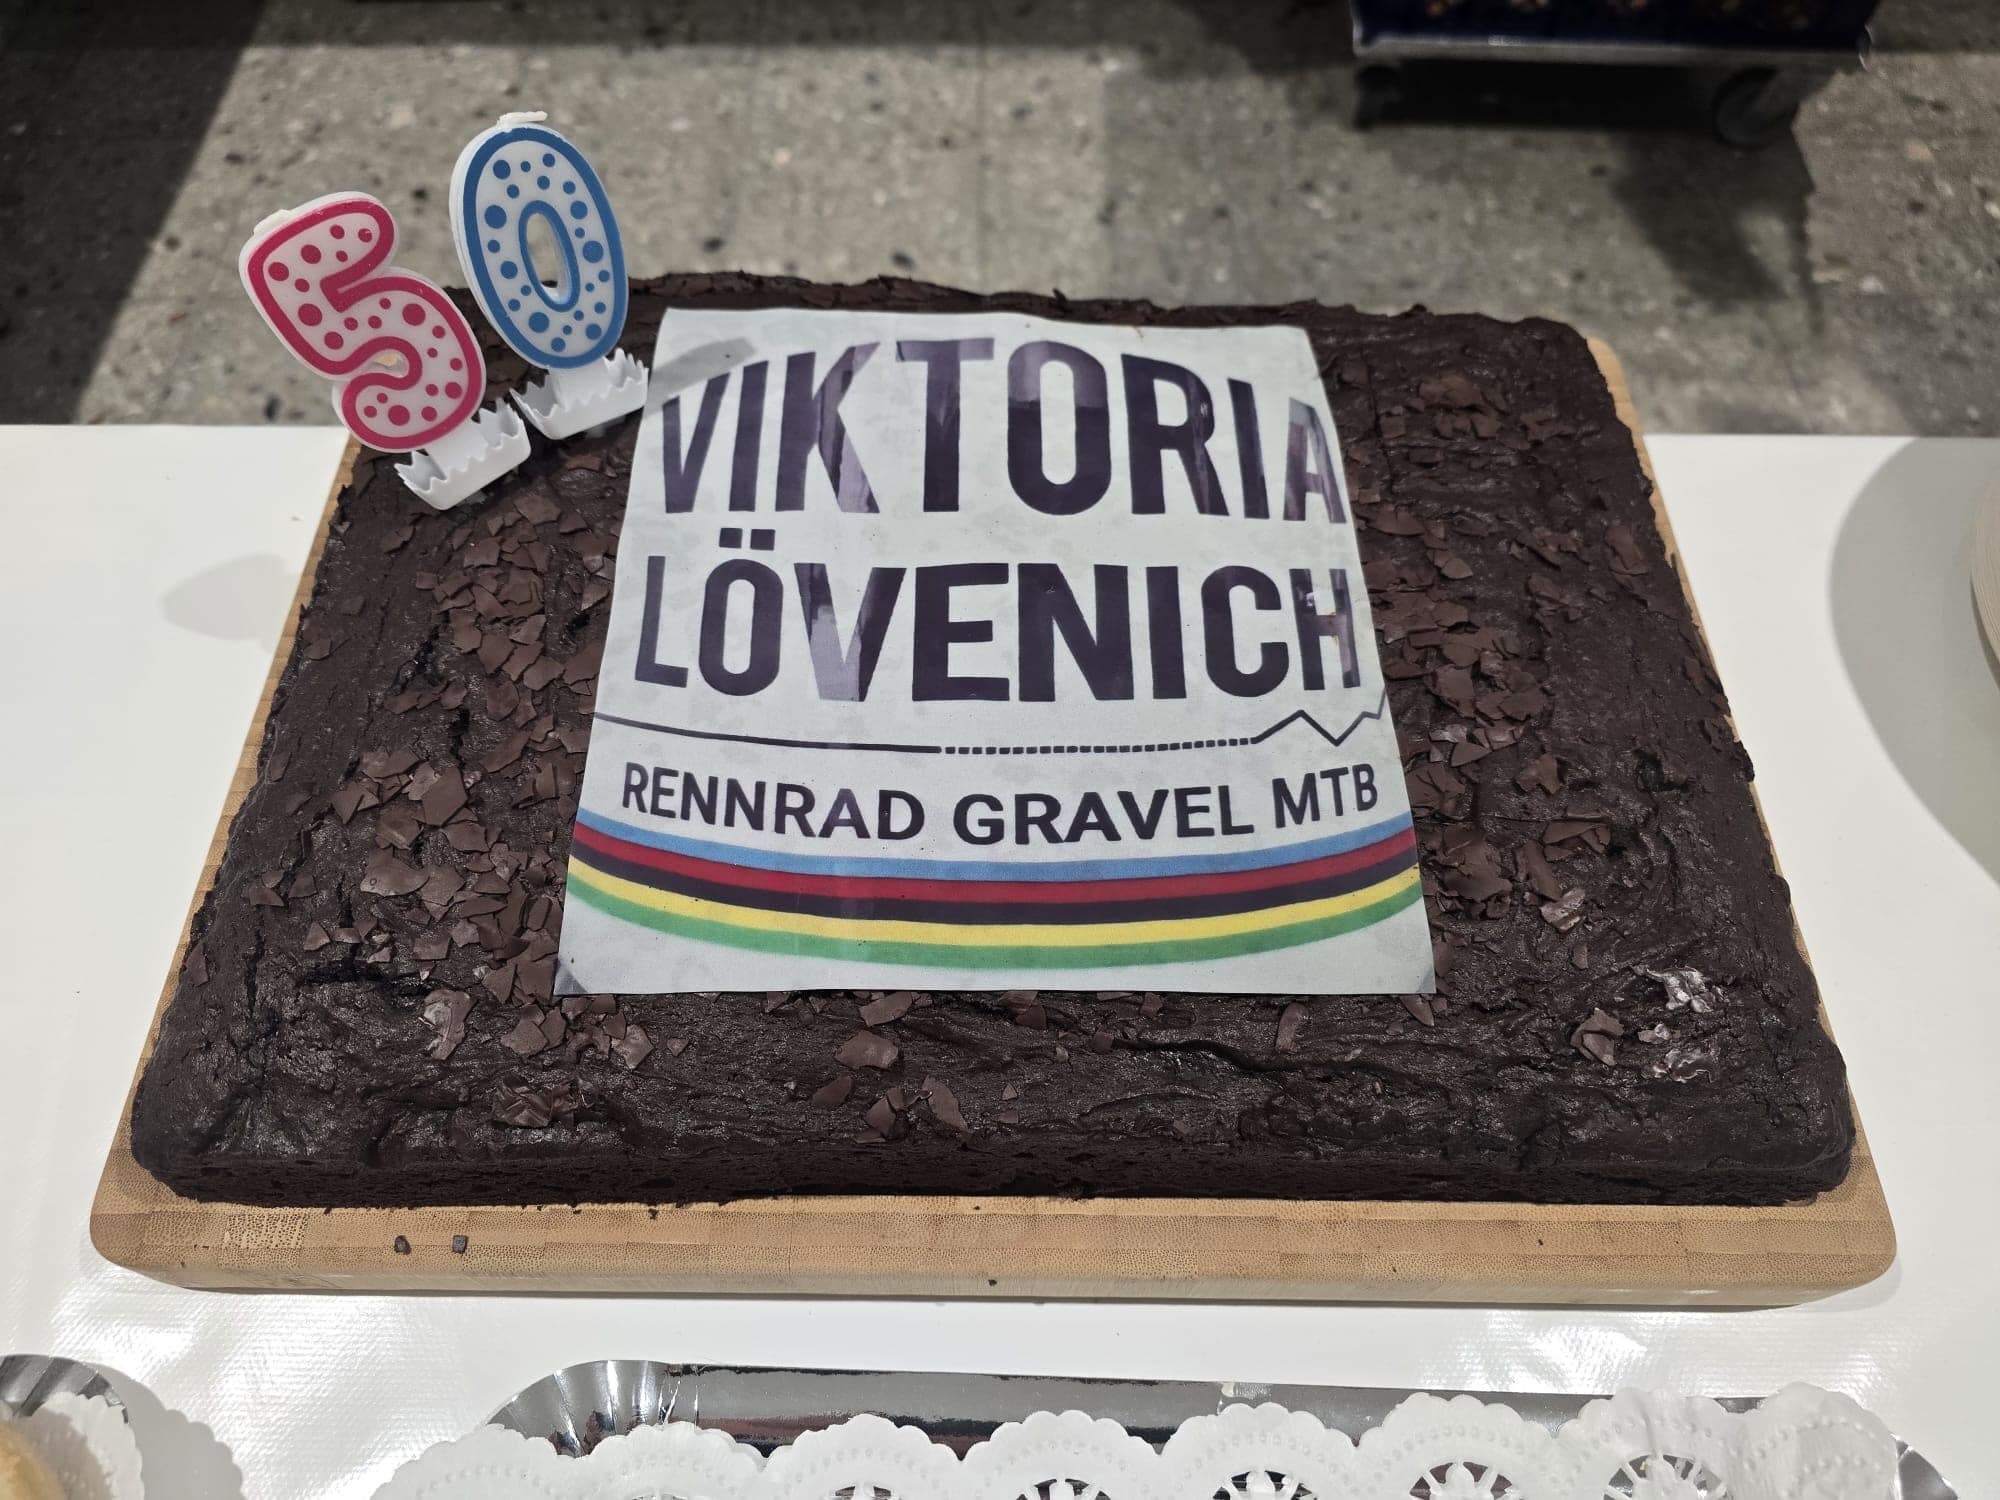 50
VIKTORIA
LÖVENICH
RENNRAD GRAVEL MTB